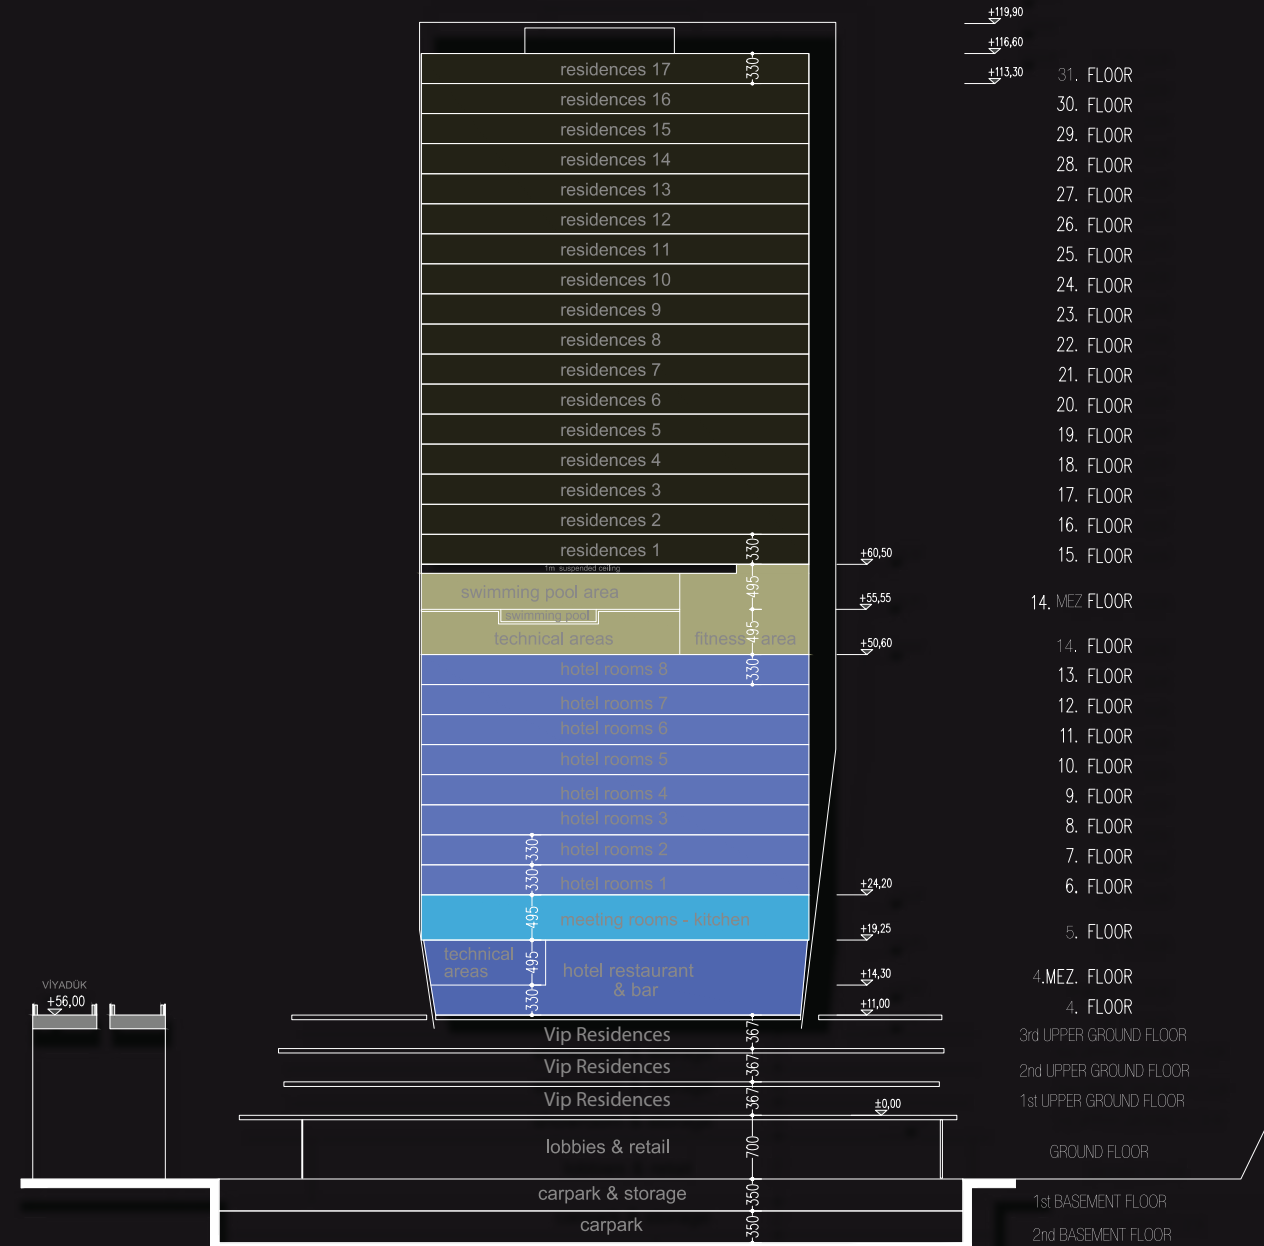 +119,90
+116,60
residences 17 330 +113,30 31. FLOOR
residences 16 30. FLOOR
residences 15 29. FLOOR
residences 14 28. FLOOR
residences 13 27. FLOOR
residences 12 26. FLOOR
residences 11 25. FLOOR
residences 10 24. FLOOR
residences 9 23. FLOOR
residences 8 22. FLOOR
residences 7 21. FLOOR
residences 6 20. FLOOR
residences 5 19. FLOOR
residences 4 18. FLOOR
residences 3 17. FLOOR
residences 2 16. FLOOR
residences 1 330 +60,50 15. FLOOR
1m suspended ceiling
swimming pool area 495 +55,55 14. MEZ FLOOR
swimming pool
technical areas fitness area 495 +50,60 14. FLOOR
hotel rooms 8 330 13. FLOOR
hotel rooms 7 12. FLOOR
hotel rooms 6 11. FLOOR
hotel rooms 5 10. FLOOR
hotel rooms 4 9. FLOOR
hotel rooms 3 8. FLOOR
330 hotel rooms 2 7. FLOOR
330 hotel rooms 1 +24,20 6. FLOOR
495 meeting rooms - kitchen +19,25 5. FLOOR
technical
areas 495 hotel restaurant
& bar +14,30 4.MEZ. FLOOR
330 +11,00 4. FLOOR
VİYADÜK
+56,00
Vip Residences 367 3rd UPPER GROUND FLOOR
Vip Residences 367 2nd UPPER GROUND FLOOR
Vip Residences 367 ±0,00 1st UPPER GROUND FLOOR
lobbies & retail 700 GROUND FLOOR
carpark & storage 350 1st BASEMENT FLOOR
carpark 350 2nd BASEMENT FLOOR